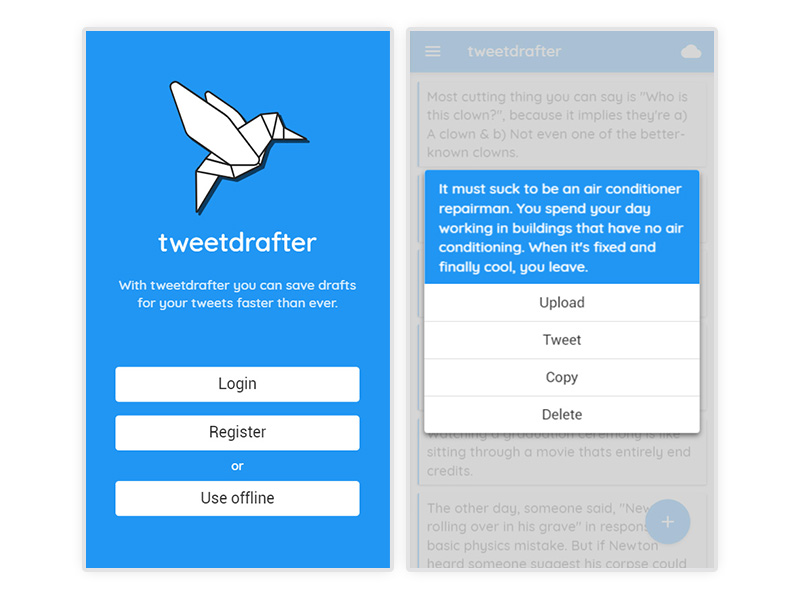 tweetdrafter
With tweetdrafter you can save drafts
for your tweets faster than ever.
Login
Register
or
Use offline
tweetdrafter
Most cutting thing you can say is "Who is
this clown?", because it implies they're a)
A clown & b) Not even one of the better-
known clowns.
It must suck to be an air conditioner
repairman. You spend your day
working in buildings that have no air
conditioning. When it's fixed and
finally cool, you leave.
Upload
Tweet
Copy
Delete
Watching a graduation ceremony is like
sitting through a movie thats entirely end
credits.
The other day, someone said, "New
rolling over in his grave" in respons
basic physics mistake. But if Newton
heard someone suggest his corpse could